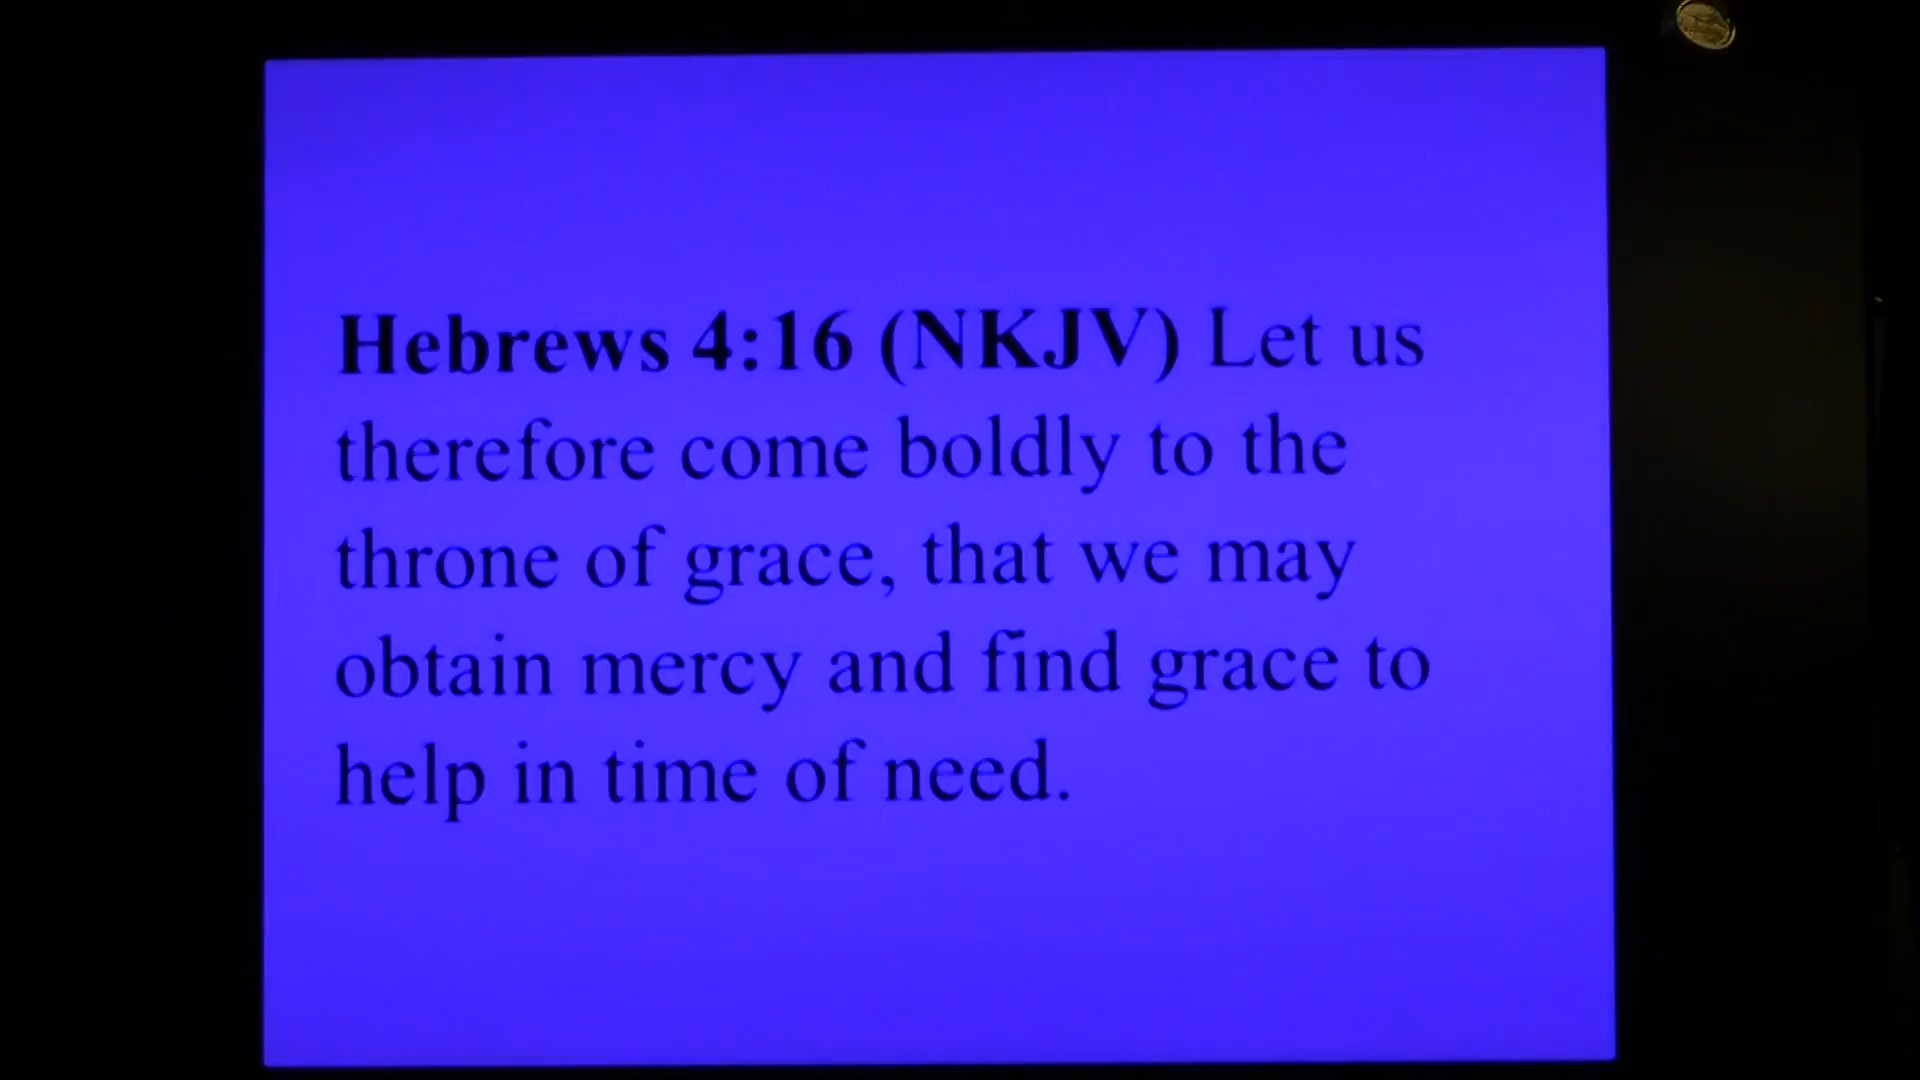 Hebrews 4:16 (NKJV) Let us
therefore come boldly to the
throne of grace, that we may
obtain mercy and find grace to
help in time of need.